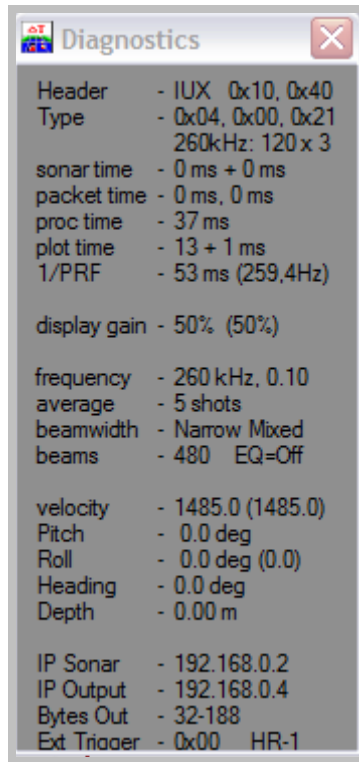 Diagnostics
Header - IUX 0x10, 0x40
Type - 0x04, 0x00, 0x21
260kHz: 120 x 3
sonar time - 0 ms + 0 ms
packet time - 0 ms, 0 ms
proc time - 37 ms
plot time - 13 + 1 ms
1/PRF - 53 ms (259,4Hz)
display gain - 50% (50%)
frequency - 260 kHz, 0.10
average - 5 shots
beamwidth - Narrow Mixed
beams - 480 EQ=Off
velocity - 1485.0 (1485.0)
Pitch - 0.0 deg
Roll - 0.0 deg (0.0)
Heading - 0.0 deg
Depth - 0.00 m
IP Sonar - 192.168.0.2
IP Output - 192.168.0.4
Bytes Out - 32-188
Ext Trigger - 0x00 HR-1